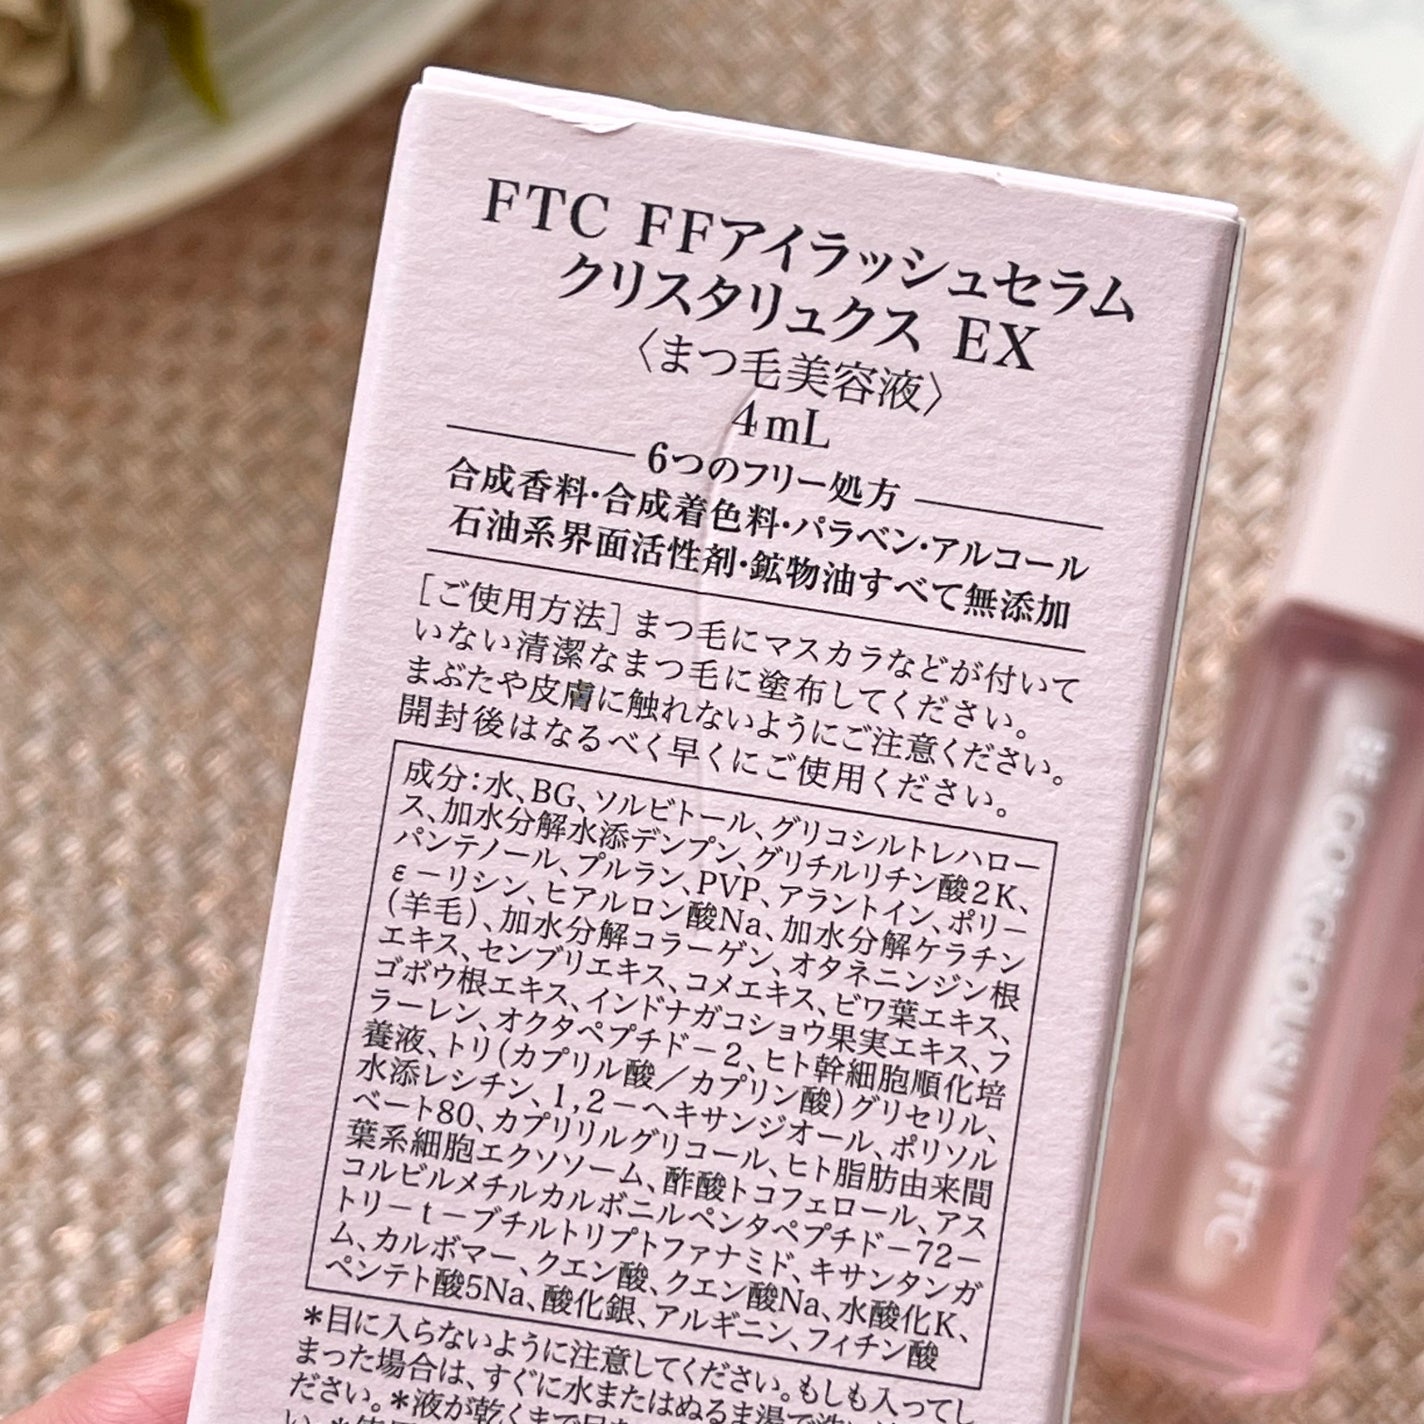 FTC FFアイラッシュセラム
クリスタリュクス EX
〈まつ毛美容液〉
4mL
6つのフリー処方
合成香料・合成着色料・パラベン・アルコール
石油系界面活性剤・鉱物油すべて無添加
［ご使用方法］まつ毛にマスカラなどが付いて
いない清潔なまつ毛に塗布してください。
まぶたや皮膚に触れないようにご注意ください。
開封後はなるべく早くにご使用ください。
成分：水、BG、ソルビトール、グリコシルトレハロー
ス、加水分解水添デンプン、グリチルリチン酸2K、
パンテノール、プルラン、PVP、アラントイン、ポリ－
ε－リシン、ヒアルロン酸Na、加水分解ケラチン
（羊毛）、加水分解コラーゲン、オタネニンジン根
エキス、センブリエキス、コメエキス、ビワ葉エキス、
ゴボウ根エキス、インドナガコショウ果実エキス、フ
ラーレン、オクタペプチド－2、ヒト幹細胞順化培
養液、トリ（カプリル酸／カプリン酸）グリセリル、
水添レシチン、1,2－ヘキサンジオール、ポリソル
ベート80、カプリリルグリコール、ヒト脂肪由来間
葉系細胞エクソソーム、酢酸トコフェロール、アス
コルビルメチルカルボニルペンタペプチド－72－
トリ－t－ブチルトリプトファナミド、キサンタンガ
ム、カルボマー、クエン酸、クエン酸Na、水酸化K、
ペンテト酸5Na、酸化銀、アルギニン、フィチン酸
＊目に入らないように注意してください。もしも入ってし
まった場合は、すぐに水またはぬるま湯で洗い
ださい。＊液が乾くまで目を
BE CORCHOUSIN by FTC